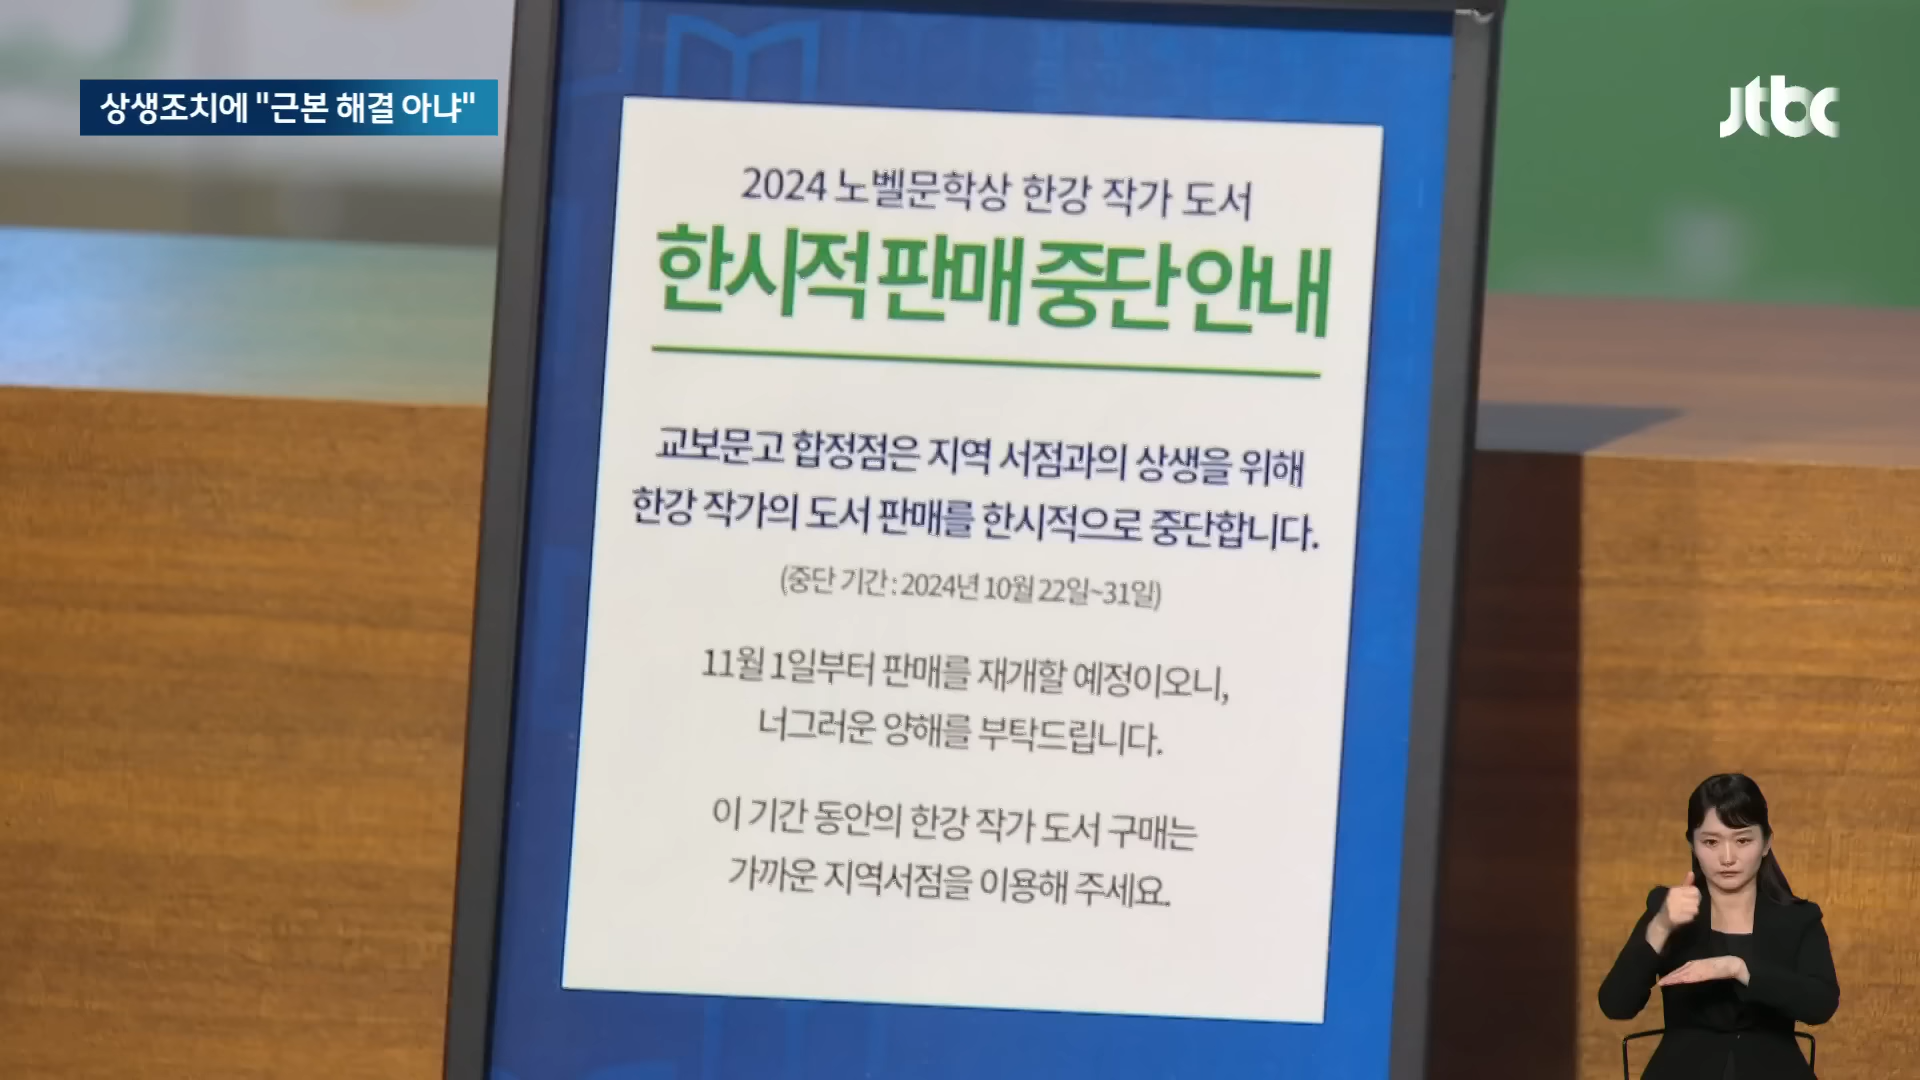 상생조치에 "근본 해결 아냐"
jtbc
2024 노벨문학상 한강 작가 도서
한시적 판매 중단 안내
교보문고 합정점은 지역 서점과의 상생을 위해
한강 작가의 도서 판매를 한시적으로 중단합니다.
(중단 기간 : 2024년 10월 22일~31일)
11월 1일부터 판매를 재개할 예정이오니,
너그러운 양해를 부탁드립니다.
이 기간 동안의 한강 작가 도서 구매는
가까운 지역서점을 이용해 주세요.